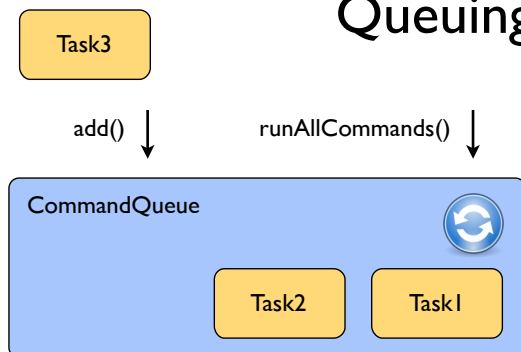 Queuing
Task3
add()
runAllCommands()
CommandQueue
Task2
Task1